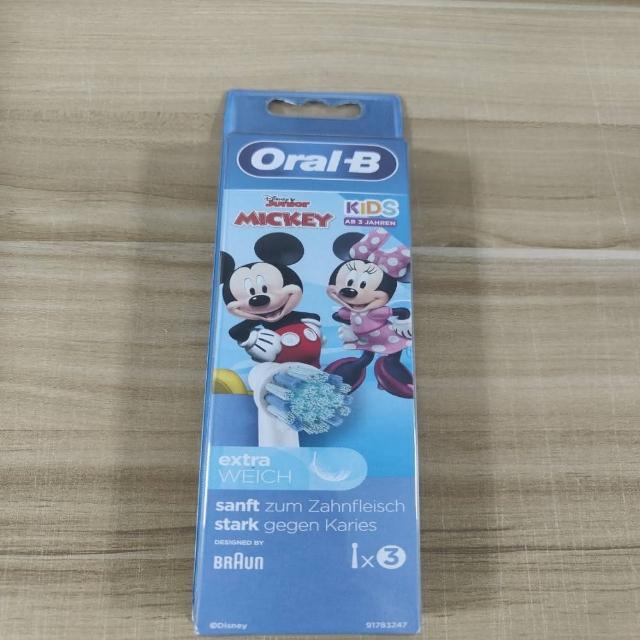 Oral-B
Disney Junior
MICKEY
KIDS
AB 3 JAHREN
extra
WEICH
sanft zum Zahnfleisch
stark gegen Karies
DESIGNED BY
BRAUN
x3
©Disney
91783247